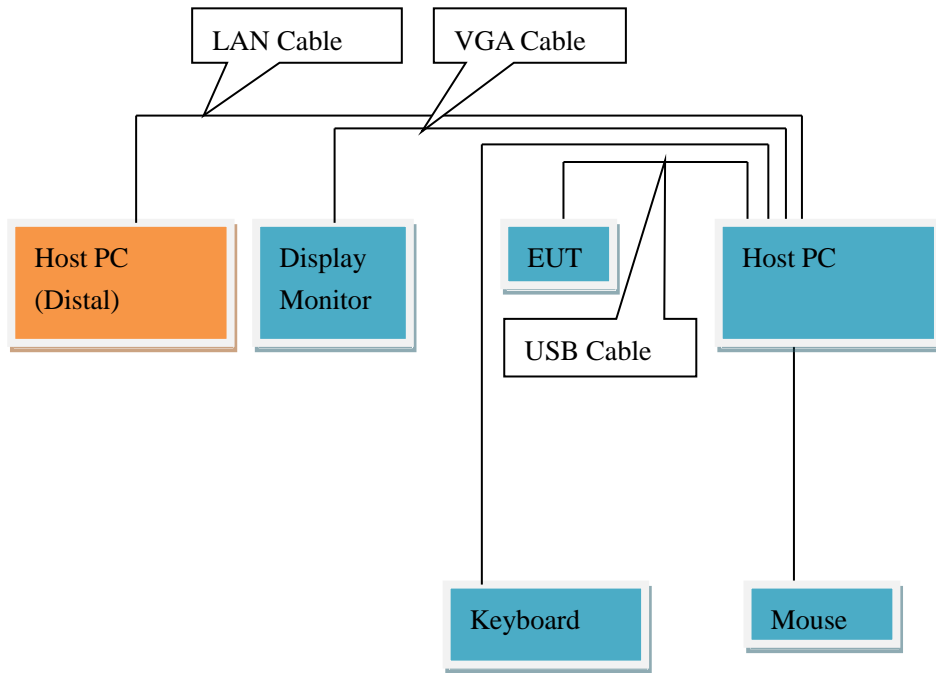 LAN Cable
VGA Cable
Host PC
(Distal)
Display
Monitor
EUT
Host PC
USB Cable
Keyboard
Mouse